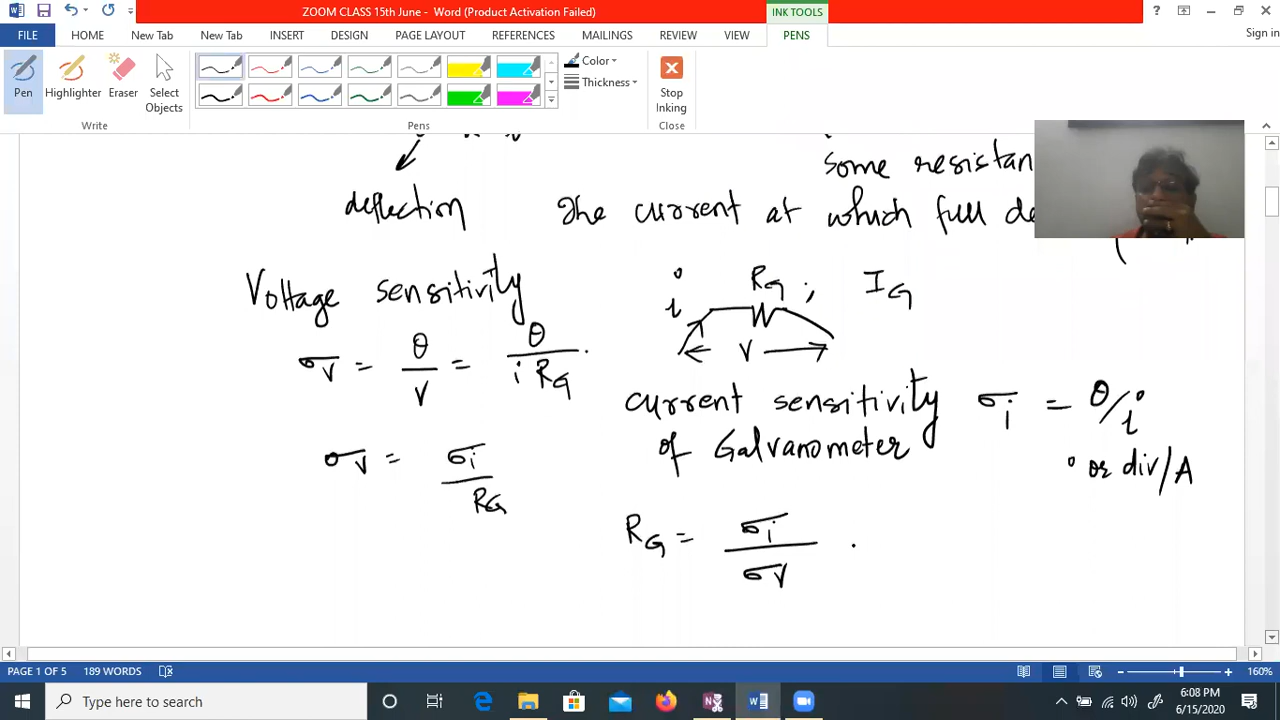 ZOOM CLASS 15th June - Word (Product Activation Failed)
INK TOOLS
FILE HOME New Tab New Tab INSERT DESIGN PAGE LAYOUT REFERENCES MAILINGS REVIEW VIEW PENS
Sign in
Pen
Highlighter
Eraser
Select Objects
Color
Thickness
Stop Inking
Write
Pens
Close
some resistan
deflection
The current at which full de
Voltage sensitivity
i RG ; IG
i
V
σV = θ/V = θ/i RG
current sensitivity σi = θ/i
of Galvanometer
° or div/A
σV = σi/RG
RG = σi/σV
PAGE 1 OF 5 189 WORDS
160%
Type here to search
6:08 PM
6/15/2020